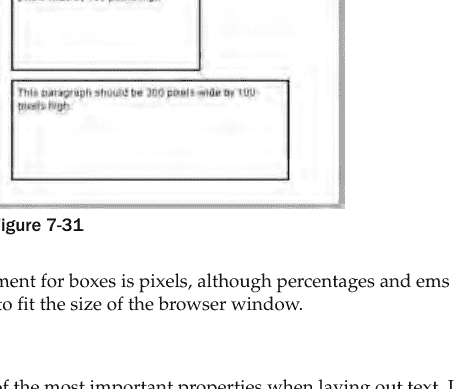 This paragraph should be 300 pixels wide by 100
pixels high.
igure 7-31
ment for boxes is pixels, although percentages and ems
to fit the size of the browser window.
of the most important properties when laying out text. I